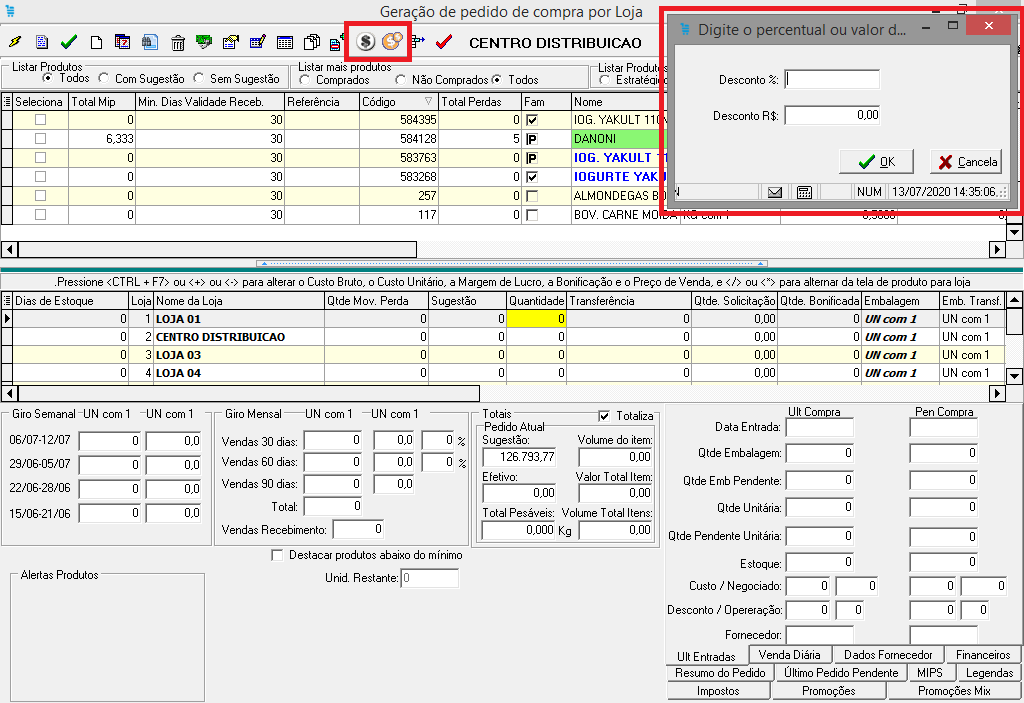 Geração de pedido de compra por Loja
CENTRO DISTRIBUICAO
Listar Produtos
Todos Com Sugestão Sem Sugestão
Listar mais produtos
Comprados Não Comprados Todos
Listar Produtos
Estratégic
Seleciona Total Mip Min. Dias Validade Receb. Referência Código Total Perdas Fam Nome
0 30 584395 0 IOG. YAKULT 110
6,333 30 584128 5 P DANONI
0 30 583763 0 P IOG. YAKULT 1
0 30 583268 0 IOGURTE YAKU
0 30 257 0 ALMONDEGAS BO
0 30 117 0 BOV. CARNE MOIDA KG com 1
Digite o percentual ou valor d...
Desconto %:
Desconto R$: 0,00
OK Cancela
NUM 13/07/2020 14:35:06
.Pressione <CTRL + F7> ou <+> ou <-> para alterar o Custo Bruto, o Custo Unitário, a Margem de Lucro, a Bonificação e o Preço de Venda, e </> ou <"> para alternar da tela de produto para loja
Dias de Estoque Loja Nome da Loja Qtde Mov. Perda Sugestão Quantidade Transferência Qtde. Solicitação Qtde. Bonificada Embalagem Emb. Transf.
0 1 LOJA 01 0 0 0 0 0,00 0 UN com 1 UN com 1
0 2 CENTRO DISTRIBUICAO 0 0 0 0 0,00 0 UN com 1 UN com 1
0 3 LOJA 03 0 0 0 0 0,00 0 UN com 1 UN com 1
0 4 LOJA 04 0 0 0 0 0,00 0 UN com 1 UN com 1
Giro Semanal UN com 1 UN com 1
06/07-12/07 0 0,0
29/06-05/07 0 0,0
22/06-28/06 0 0,0
15/06-21/06 0 0,0
Giro Mensal UN com 1 UN com 1
Vendas 30 dias: 0 0,0 0 %
Vendas 60 dias: 0 0,0 0 %
Vendas 90 dias: 0 0,0
Total: 0
Vendas Recebimento: 0
Totais Totaliza
Pedido Atual
Sugestão: Volume do item:
126.793,77 0,00
Efetivo: Valor Total Item:
0,00 0,00
Total Pesáveis: Volume Total Itens:
0,000 Kg 0,00
Destacar produtos abaixo do mínimo
Unid. Restante: 0
Alertas Produtos
Ult Compra Pen Compra
Data Entrada:
Qtde Embalagem: 0 0
Qtde Emb Pendente: 0 0
Qtde Unitária: 0 0
Qtde Pendente Unitária: 0 0
Estoque: 0 0
Custo / Negociado: 0 0 0 0
Desconto / Opereração: 0 0 0 0
Fornecedor:
Ult Entradas Venda Diária Dados Fornecedor Financeiros
Resumo do Pedido Último Pedido Pendente MIPS Legendas
Impostos Promoções Promoções Mix